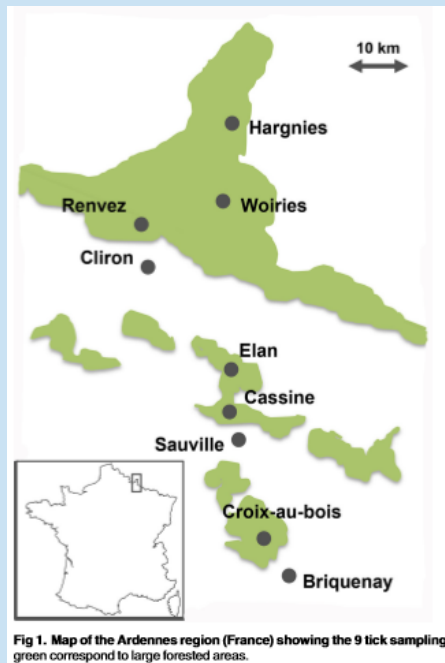 10 km
Hargnies
Woiries
Renvez
Cliron
Elan
Cassine
Sauville
Croix-au-bois
Briquenay
Fig 1. Map of the Ardennes region (France) showing the 9 tick sampling
green correspond to large forested areas.